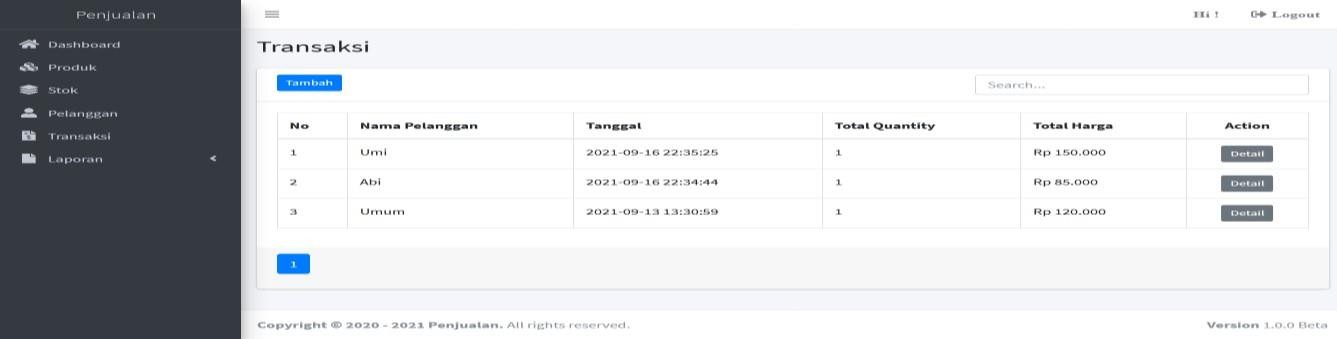 Penjualan
Hi ! Logout
Dashboard
Produk
Stok
Pelanggan
Transaksi
Laporan
Transaksi
Tambah
Search...
No Nama Pelanggan Tanggal Total Quantity Total Harga Action
1 Umi 2021-09-16 22:35:25 1 Rp 150.000 Detail
2 Abi 2021-09-16 22:34:44 1 Rp 85.000 Detail
3 Umum 2021-09-13 13:30:59 1 Rp 120.000 Detail
1
Copyright © 2020 - 2021 Penjualan. All rights reserved. Version 1.0.0 Beta